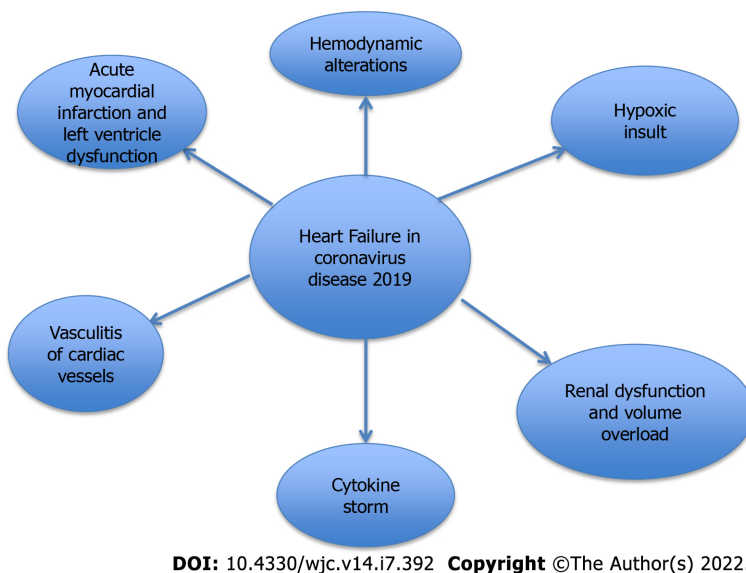 Hemodynamic
alterations
Acute
myocardial
infarction and
left ventricle
dysfunction
Hypoxic
insult
Heart Failure in
coronavirus
disease 2019
Vasculitis
of cardiac
vessels
Renal dysfunction
and volume
overload
Cytokine
storm
DOI: 10.4330/wjc.v14.i7.392 Copyright ©The Author(s) 2022.